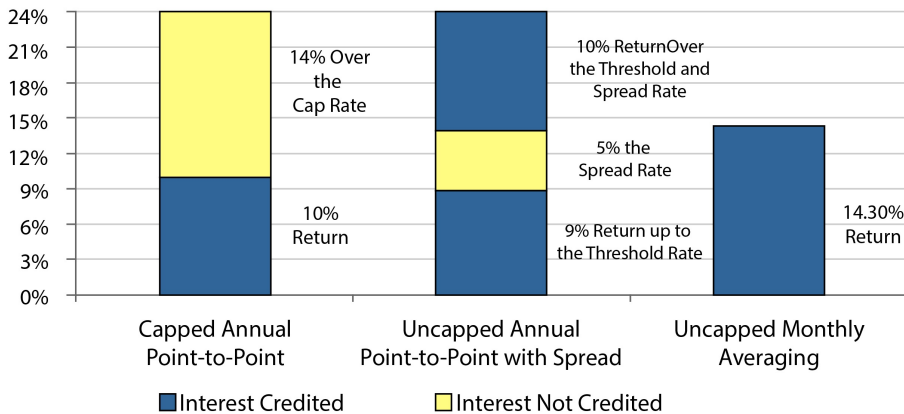 24%
21%
18%
15%
12%
9%
6%
3%
0%
14% Over
the
Cap Rate
10%
Return
10% ReturnOver
the Threshold and
Spread Rate
5% the
Spread Rate
9% Return up to
the Threshold Rate
14.30%
Return
Capped Annual
Point-to-Point
Uncapped Annual
Point-to-Point with Spread
Uncapped Monthly
Averaging
Interest Credited
Interest Not Credited